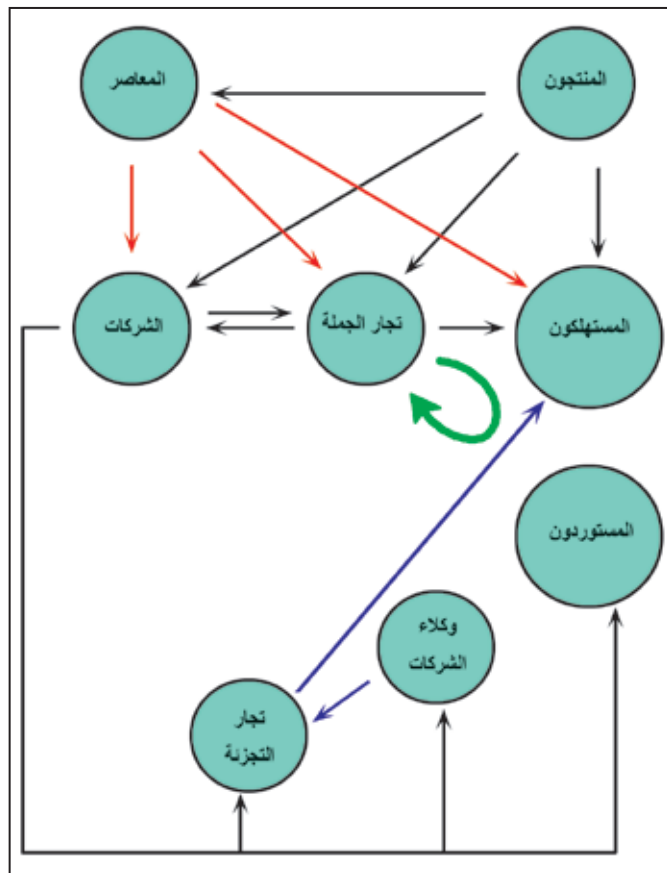 المنتجون
المعاصر
المستهلكون
تجار الجملة
الشركات
المستوردون
وكلاء
الشركات
تجار
التجزئة